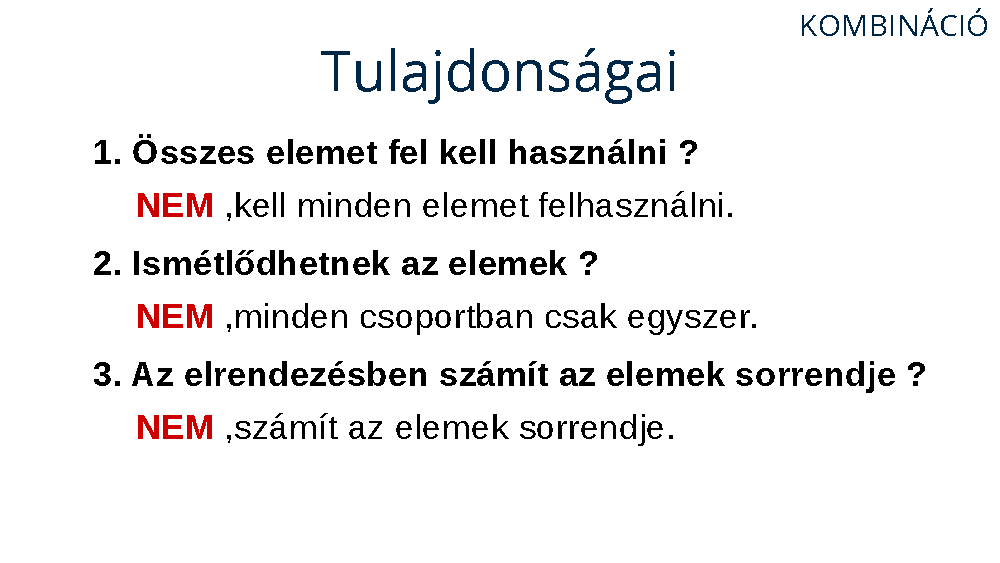 KOMBINÁCIÓ
Tulajdonságai
1. Összes elemet fel kell használni ?
NEM ,kell minden elemet felhasználni.
2. Ismétlődhetnek az elemek ?
NEM ,minden csoportban csak egyszer.
3. Az elrendezésben számít az elemek sorrendje ?
NEM ,számít az elemek sorrendje.